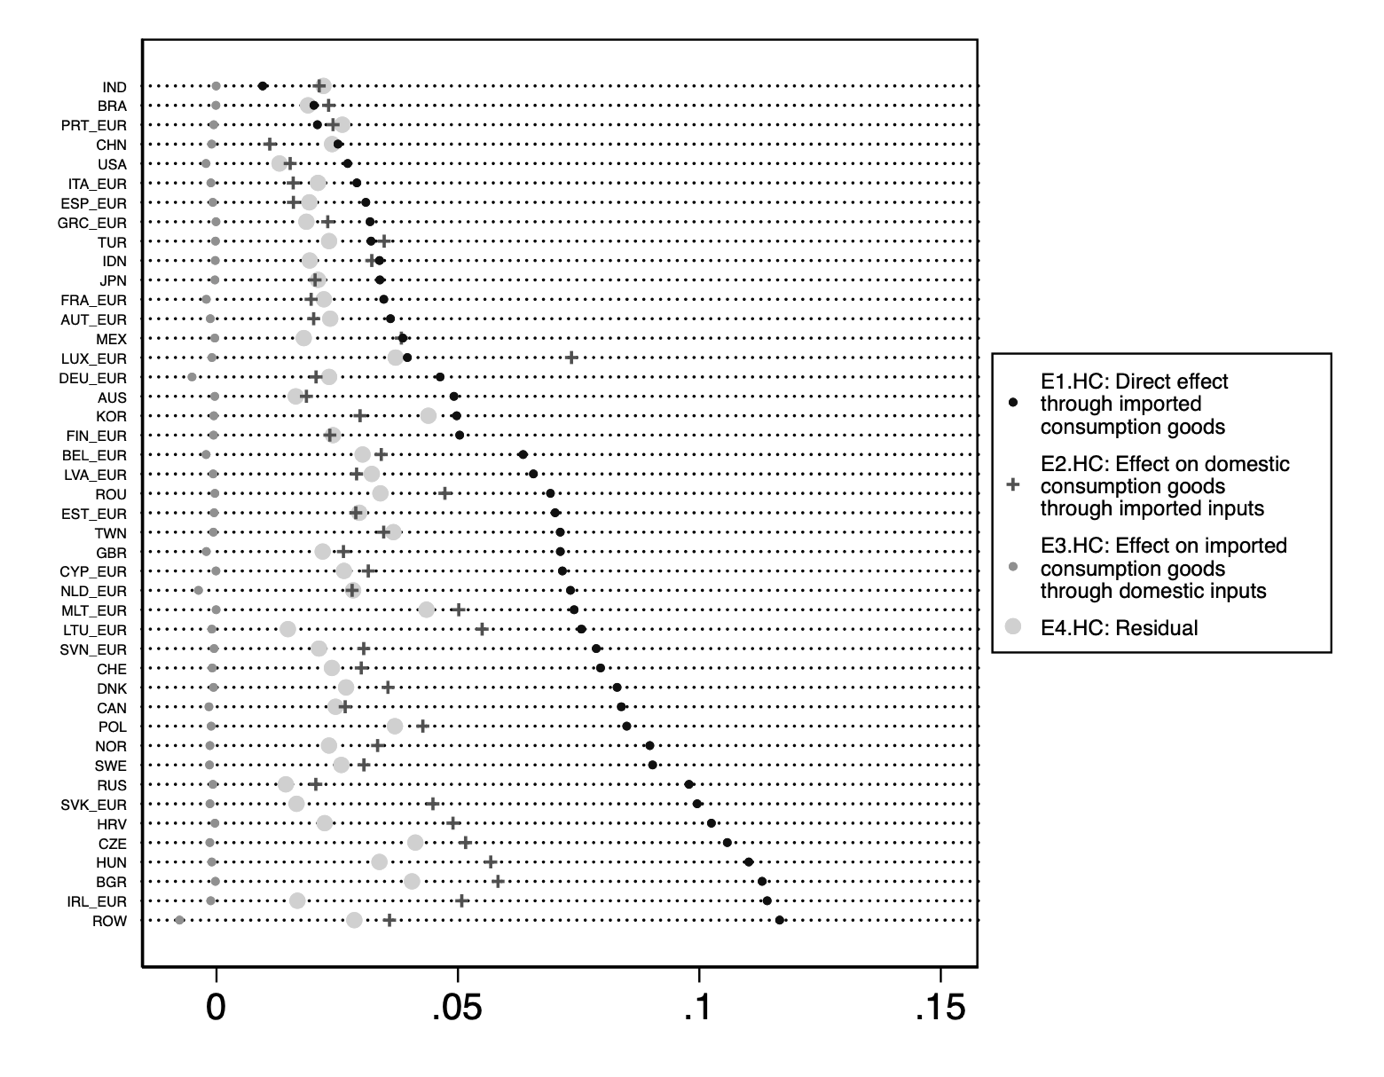 IND
BRA
PRT_EUR
CHN
USA
ITA_EUR
ESP_EUR
GRC_EUR
TUR
IDN
JPN
FRA_EUR
AUT_EUR
MEX
LUX_EUR
DEU_EUR
AUS
KOR
FIN_EUR
BEL_EUR
LVA_EUR
ROU
EST_EUR
TWN
GBR
CYP_EUR
NLD_EUR
MLT_EUR
LTU_EUR
SVN_EUR
CHE
DNK
CAN
POL
NOR
SWE
RUS
SVK_EUR
HRV
CZE
HUN
BGR
IRL_EUR
ROW
0 .05 .1 .15
E1.HC: Direct effect
through imported
consumption goods
E2.HC: Effect on domestic
consumption goods
through imported inputs
E3.HC: Effect on imported
consumption goods
through domestic inputs
E4.HC: Residual